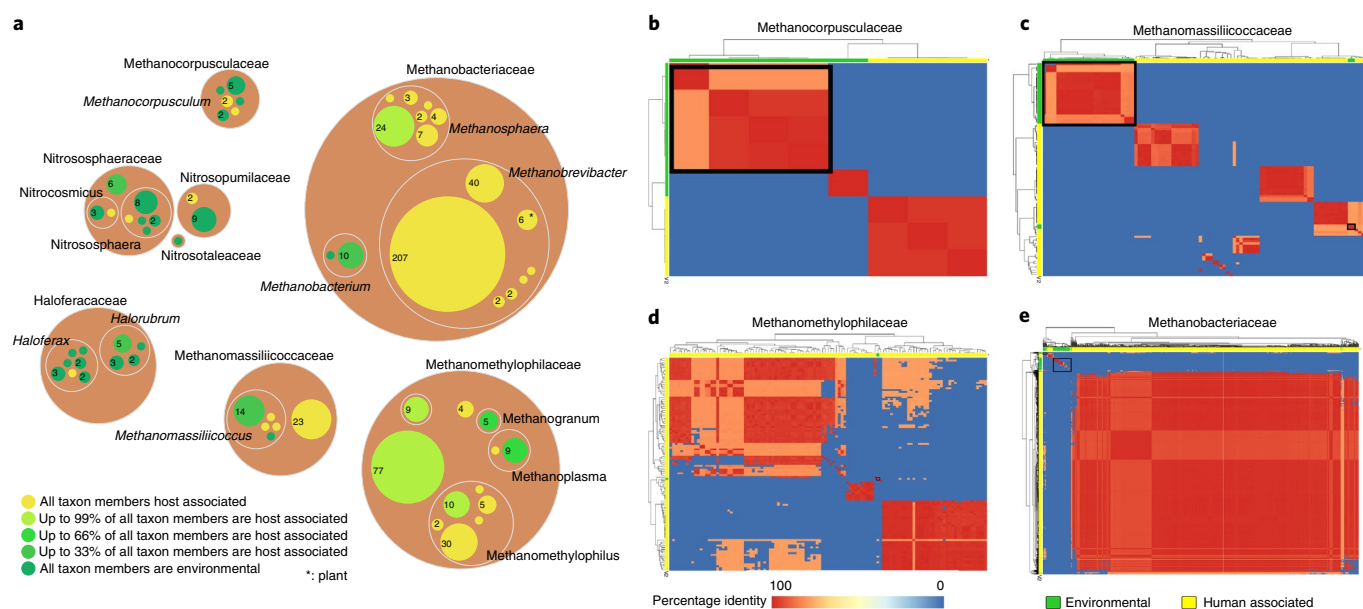 a
Methanocorpusculaceae
5
2
2
Methanocorpusculum
Nitrososphaeraceae
6
Nitrocosmicus
3
8
2
Nitrososphaera
Nitrosopumilaceae
2
9
Nitrosotaleaceae
Methanobacteriaceae
3
24
2
4
7
Methanosphaera
40
Methanobrevibacter
6
*
207
2
2
10
Methanobacterium
Haloferacaceae
Halorubrum
Haloferax
2
3
2
5
3
2
Methanomassiliicoccaceae
14
23
Methanomassiliicoccus
Methanomethylophilaceae
9
4
5
Methanogranum
9
Methanoplasma
77
10
5
2
30
Methanomethylophilus
All taxon members host associated
Up to 99% of all taxon members are host associated
Up to 66% of all taxon members are host associated
Up to 33% of all taxon members are host associated
All taxon members are environmental
*: plant
b
Methanocorpusculaceae
V2
c
Methanomassiliicoccaceae
V2
d
Methanomethylophilaceae
V2
e
Methanobacteriaceae
V2
100
0
Percentage identity
Environmental
Human associated